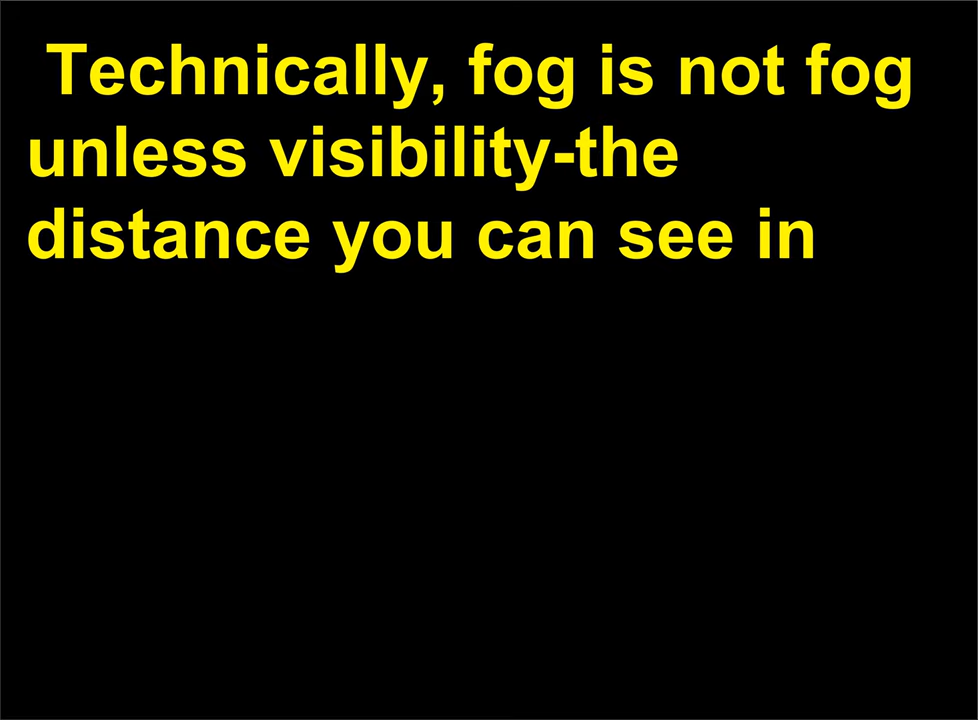 Technically, fog is not fog
unless visibility-the
distance you can see in